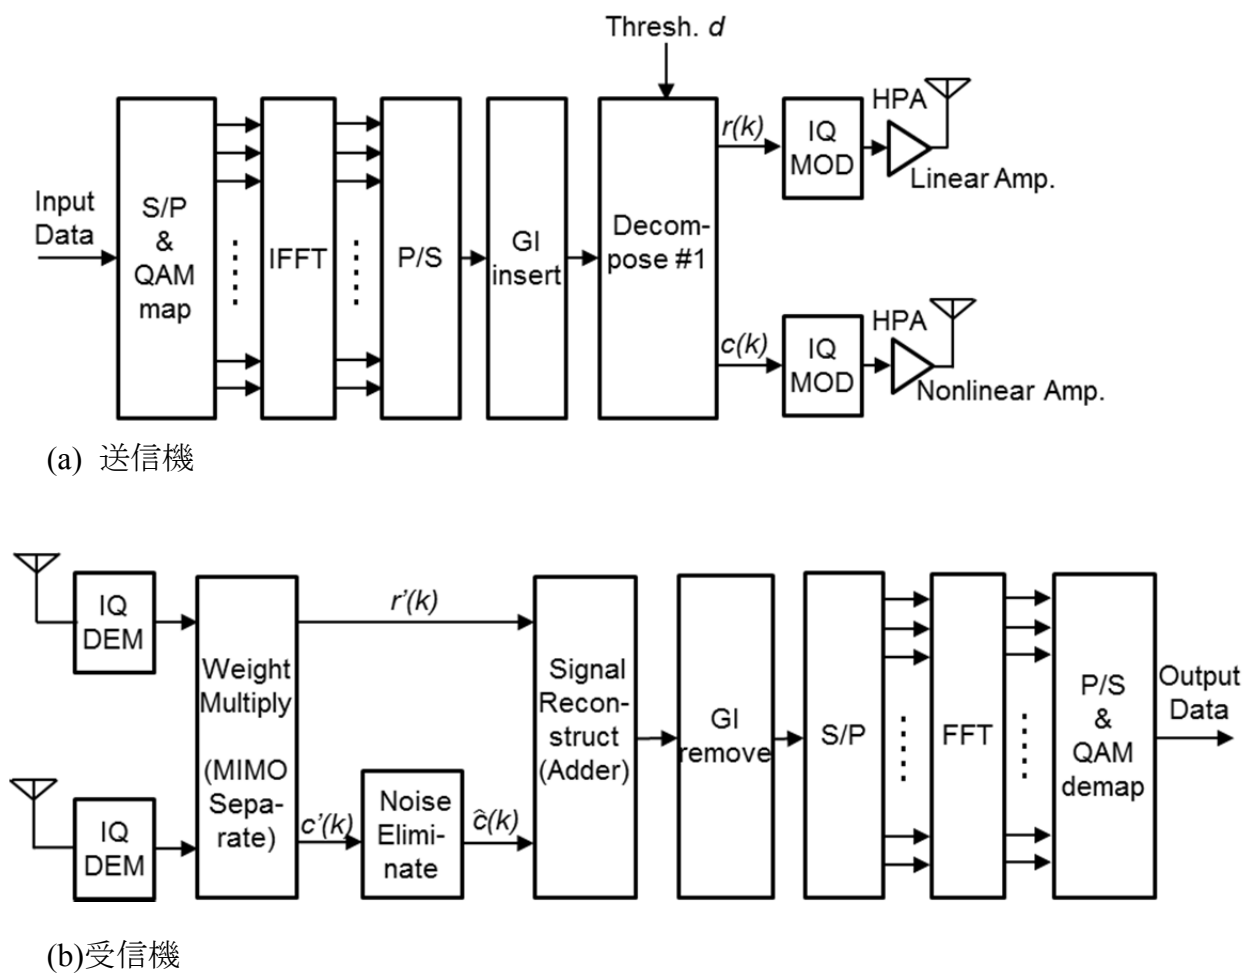 Thresh. d
Input
Data
S/P
&
QAM
map
IFFT
P/S
GI
insert
Decom-
pose #1
r(k)
IQ
MOD
HPA
Linear Amp.
c(k)
IQ
MOD
HPA
Nonlinear Amp.
(a) 送信機
IQ
DEM
IQ
DEM
Weight
Multiply
(MIMO
Sepa-
rate)
r’(k)
c’(k)
Noise
Elimi-
nate
ĉ(k)
Signal
Recon-
struct
(Adder)
GI
remove
S/P
FFT
P/S
&
QAM
demap
Output
Data
(b)受信機